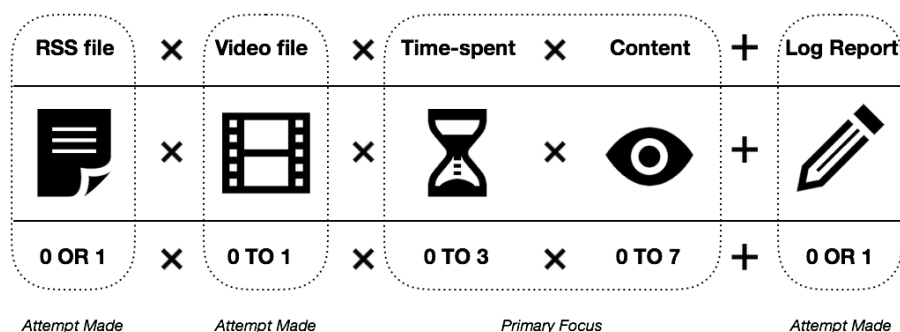 RSS file × Video file × Time-spent × Content + Log Report
× × × +
0 OR 1 × 0 TO 1 × 0 TO 3 × 0 TO 7 + 0 OR 1
Attempt Made Attempt Made Primary Focus Attempt Made